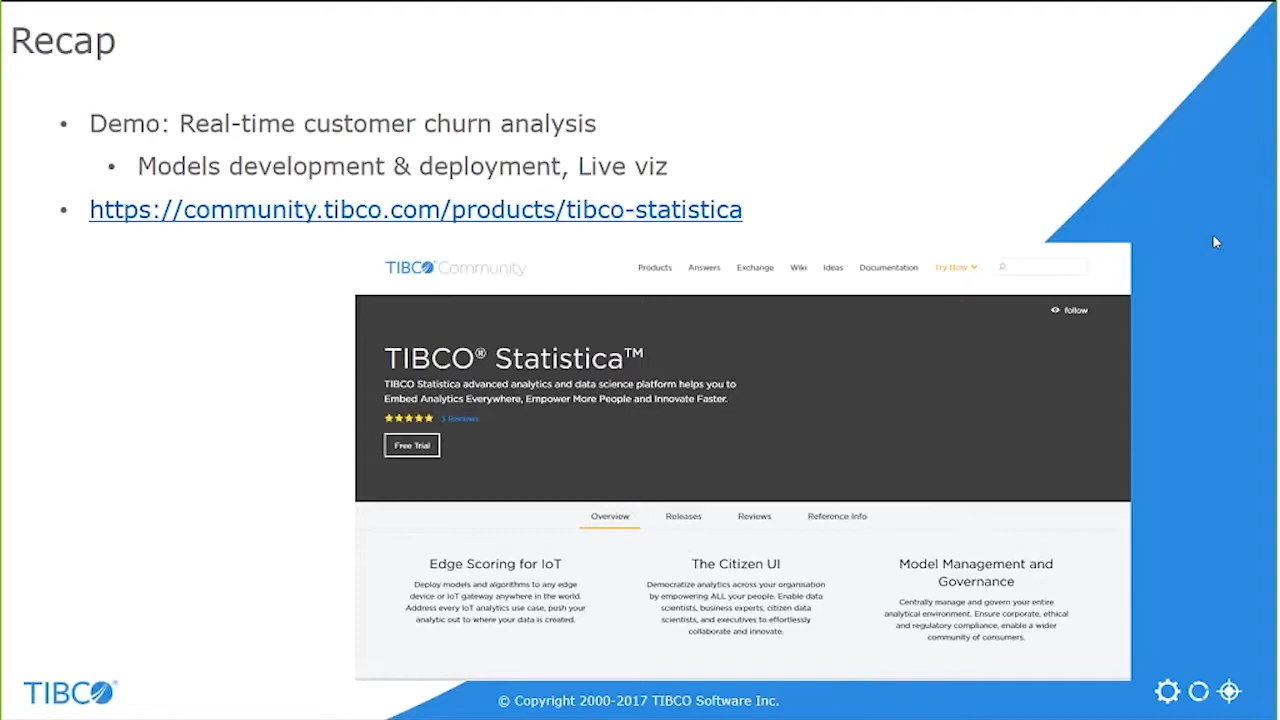 Recap
• Demo: Real-time customer churn analysis
• Models development & deployment, Live viz
• https://community.tibco.com/products/tibco-statistica
TIBCO Community
Products Answers Exchange Wiki Ideas Documentation Try Now
follow
TIBCO® Statistica™
TIBCO Statistica advanced analytics and data science platform helps you to
Embed Analytics Everywhere, Empower More People and Innovate Faster.
3 Reviews
Free Trial
Overview Releases Reviews Reference Info
Edge Scoring for IoT
Deploy models and algorithms to any edge
device or IoT gateway anywhere in the world.
Address every IoT analytics use case, push your
analytic out to where your data is created.
The Citizen UI
Democratize analytics across your organisation
by empowering ALL your people. Enable data
scientists, business experts, citizen data
scientists, and executives to effortlessly
collaborate and innovate.
Model Management and
Governance
Centrally manage and govern your entire
analytical environment. Ensure corporate, ethical
and regulatory compliance, enable a wider
community of consumers.
TIBCO®
© Copyright 2000-2017 TIBCO Software Inc.